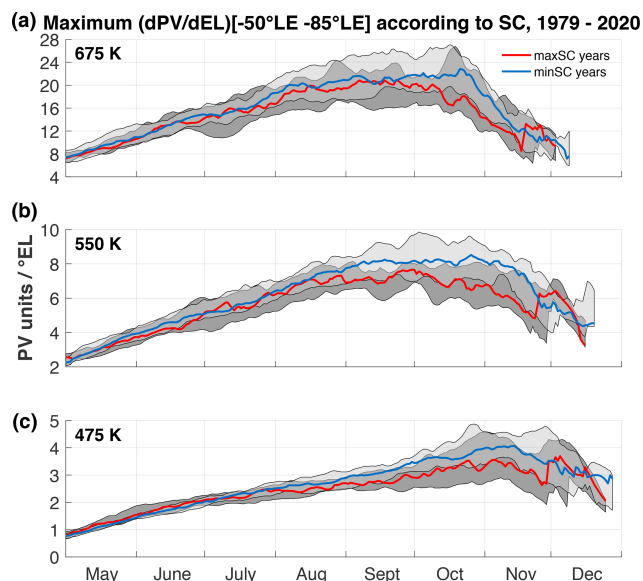 (a) Maximum (dPV/dEL)[-50°LE -85°LE] according to SC, 1979 - 2020
675 K
maxSC years
minSC years
28
24
20
16
12
8
4
(b)
550 K
10
8
6
4
2
PV units / °EL
(c)
475 K
5
4
3
2
1
0
May June July Aug Sept Oct Nov Dec